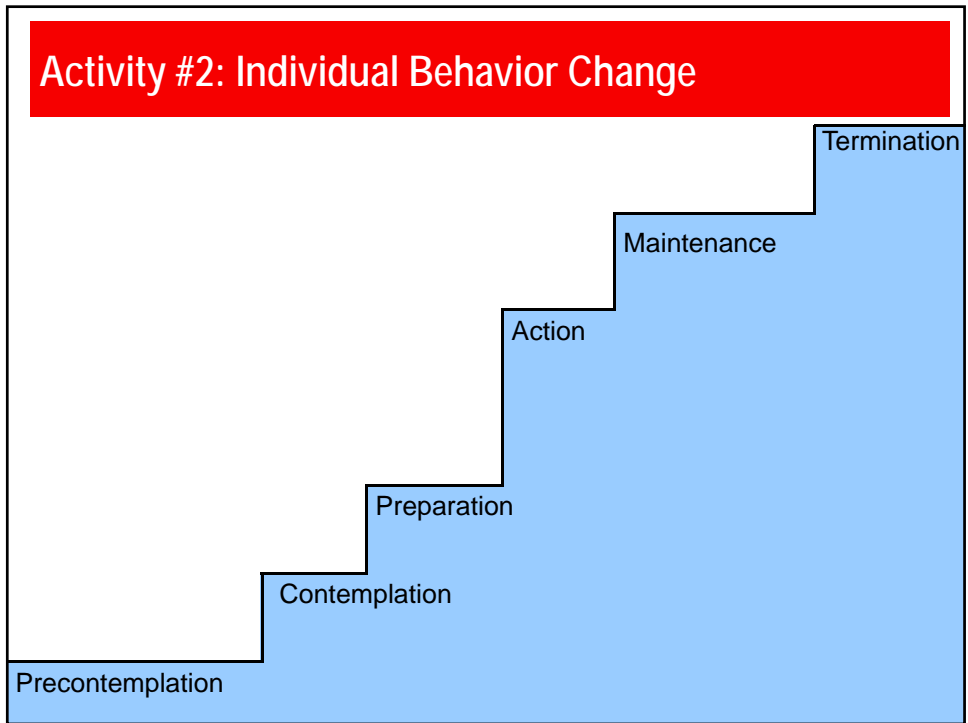 Activity #2: Individual Behavior Change
Termination
Maintenance
Action
Preparation
Contemplation
Precontemplation